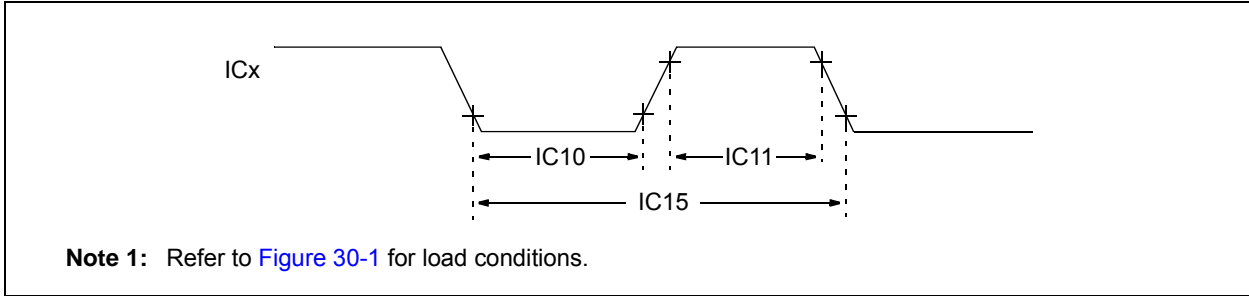 ICx
IC10
IC11
IC15
Note 1: Refer to Figure 30-1 for load conditions.